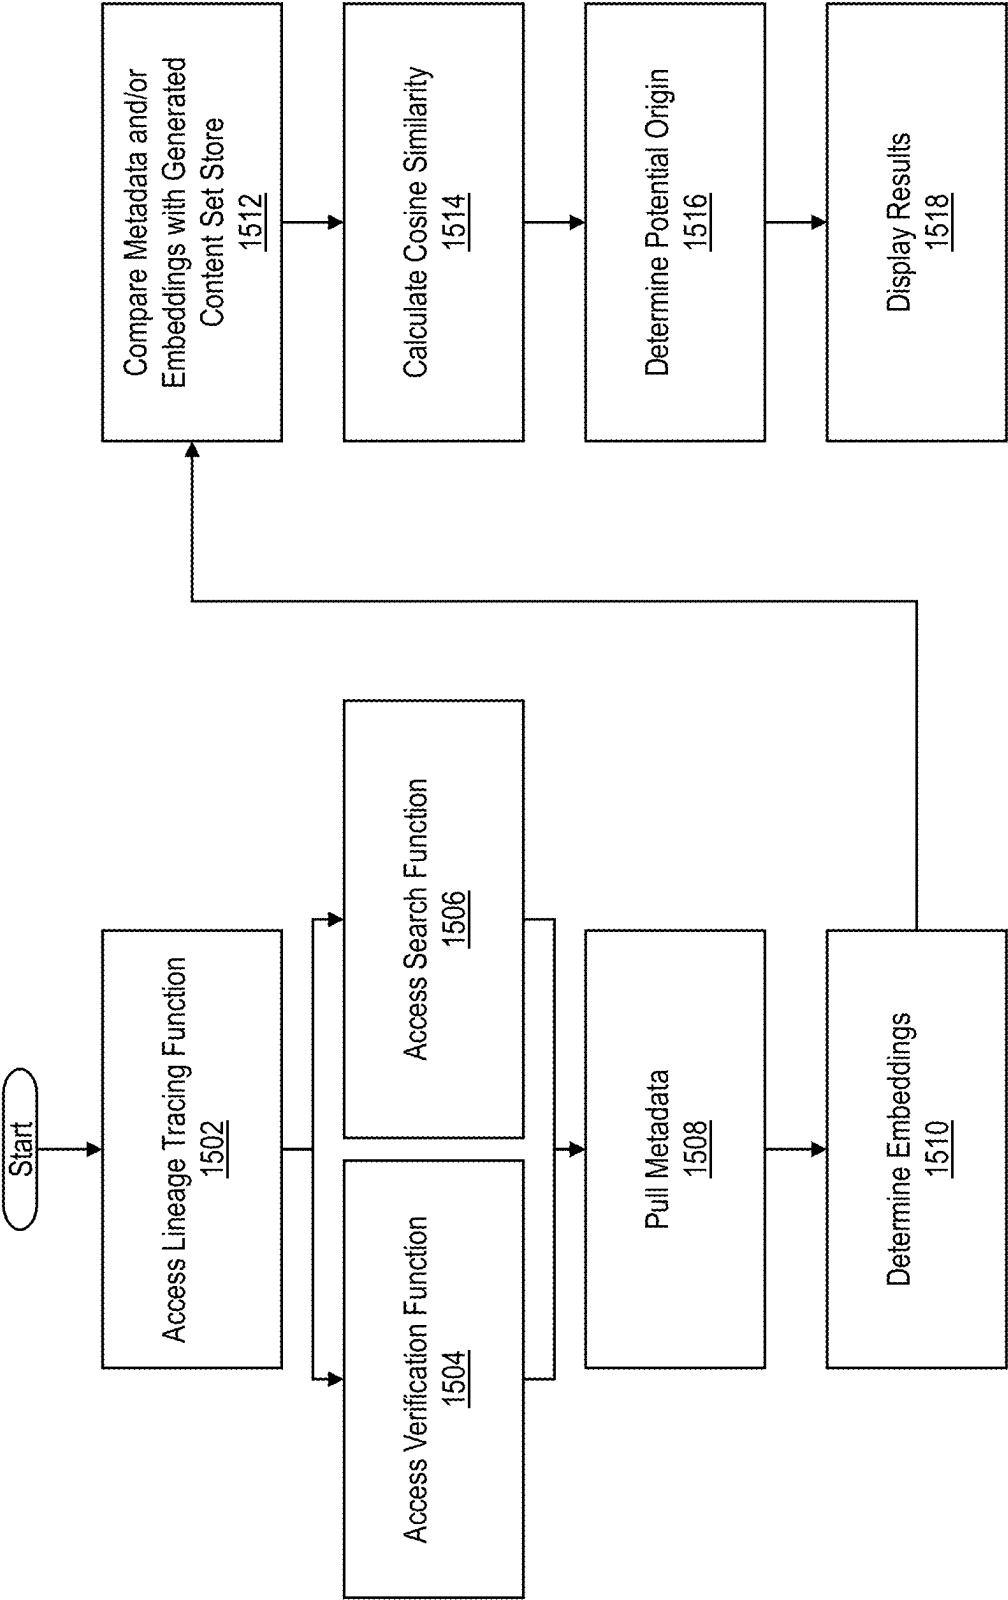 Start
Access Lineage Tracing Function
1502
Access Verification Function
1504
Access Search Function
1506
Pull Metadata
1508
Determine Embeddings
1510
Compare Metadata and/or
Embeddings with Generated
Content Set Store
1512
Calculate Cosine Similarity
1514
Determine Potential Origin
1516
Display Results
1518